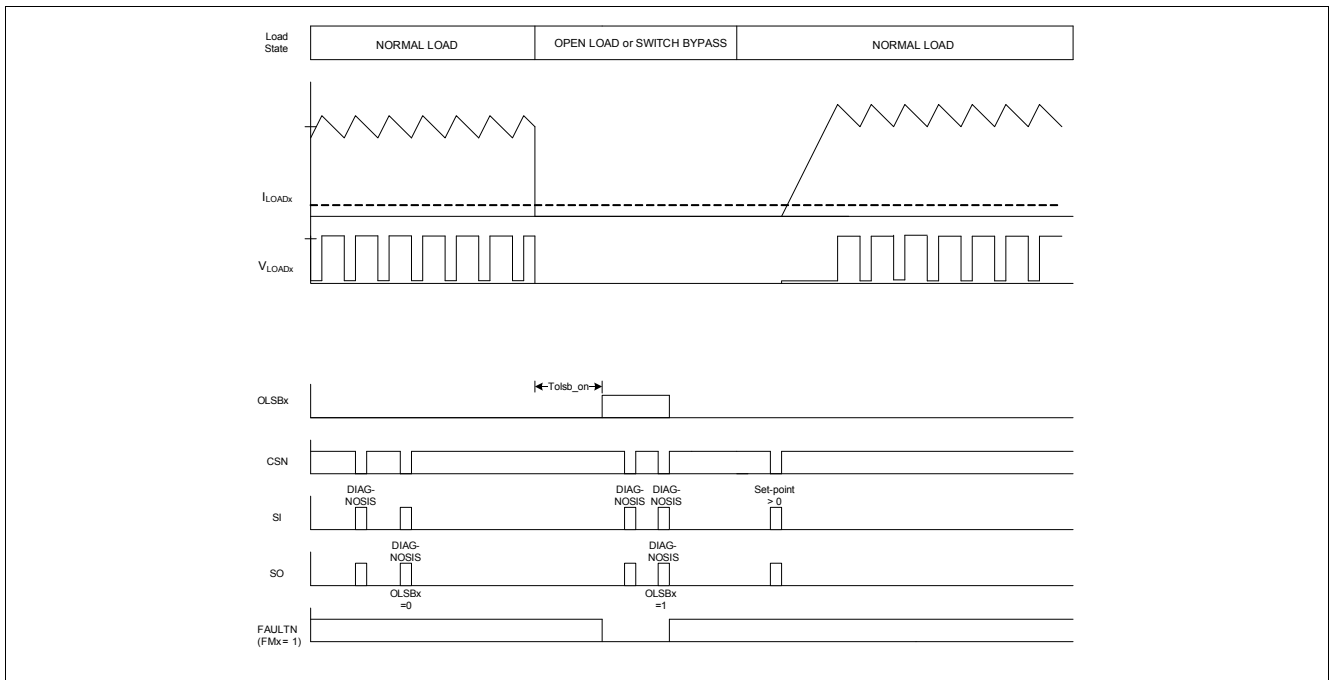 Load
State
NORMAL LOAD
OPEN LOAD or SWITCH BYPASS
NORMAL LOAD
ILOADx
VLOADx
Tolsb_on
OLSBx
CSN
DIAG-
NOSIS
DIAG-
NOSIS
DIAG-
NOSIS
Set-point
> 0
SI
DIAG-
NOSIS
DIAG-
NOSIS
SO
OLSBx
=0
OLSBx
=1
FAULTN
(FMx= 1)